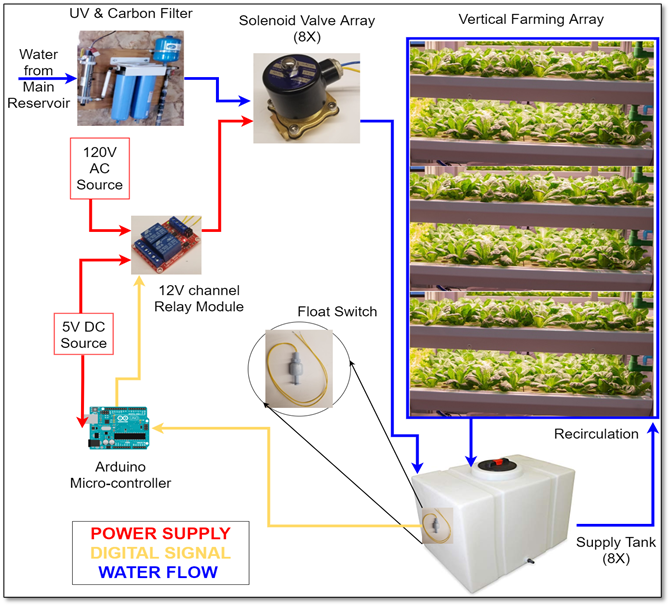 UV & Carbon Filter
Solenoid Valve Array
(8X)
Vertical Farming Array
Water
from
Main
Reservoir
120V
AC
Source
12V channel
Relay Module
Float Switch
5V DC
Source
Arduino
Micro-controller
Recirculation
Supply Tank
(8X)
POWER SUPPLY
DIGITAL SIGNAL
WATER FLOW